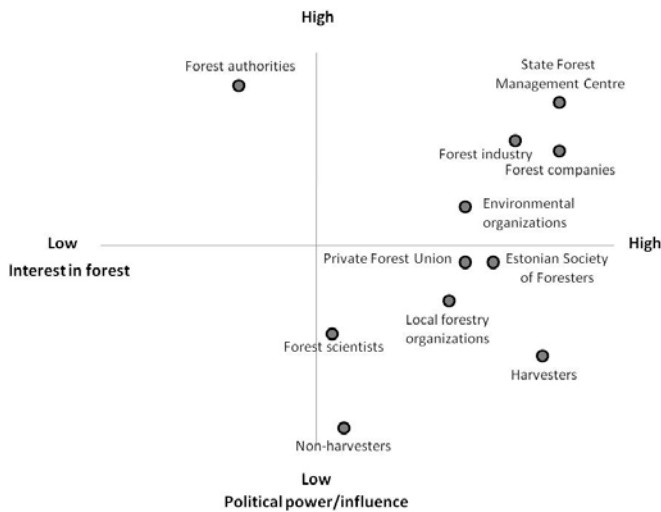 High
Forest authorities
State Forest
Management Centre
Forest industry
Forest companies
Environmental
organizations
Low
High
Interest in forest
Private Forest Union
Estonian Society
of Foresters
Local forestry
organizations
Forest scientists
Harvesters
Non-harvesters
Low
Political power/influence